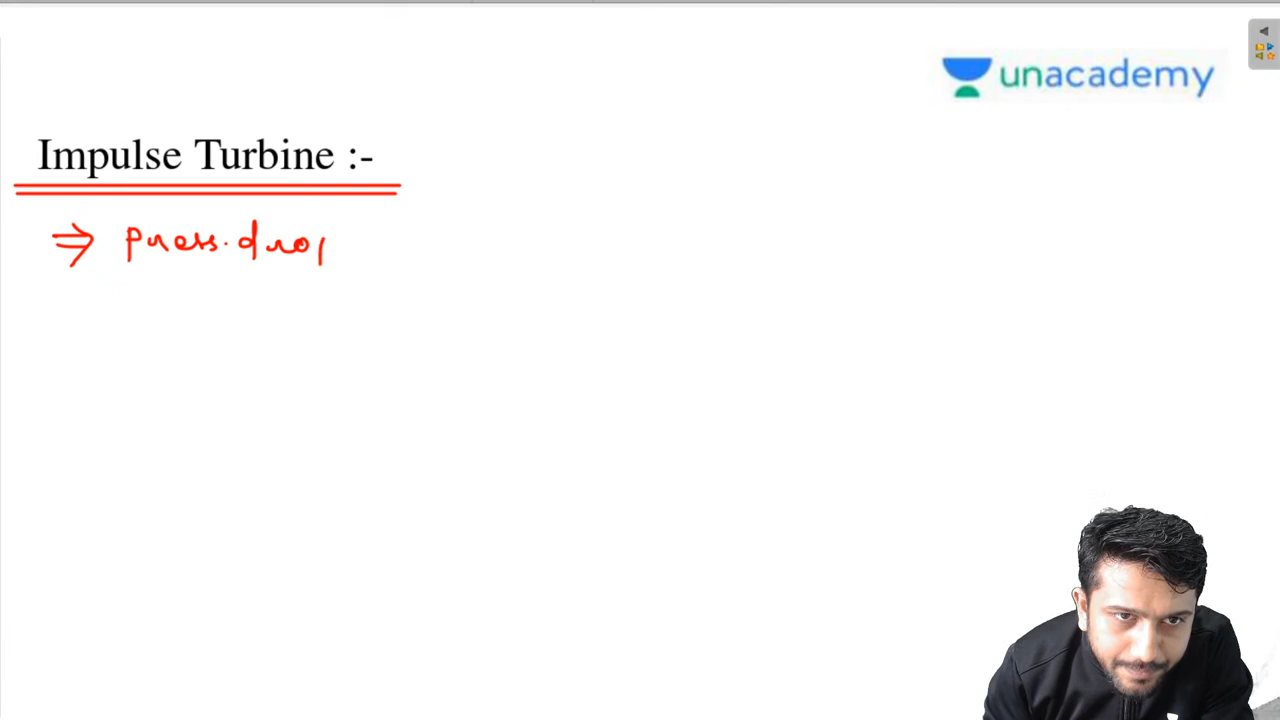 unacademy
Impulse Turbine :-
⇒ Press. drop